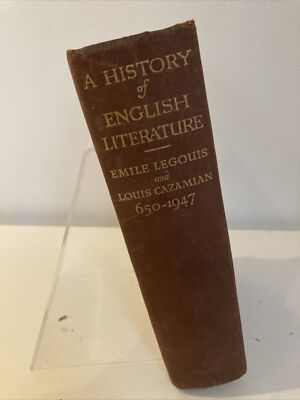 A HISTORY
of
ENGLISH
LITERATURE
EMILE LEGOUIS
and
LOUIS CAZAMIAN
650-1947